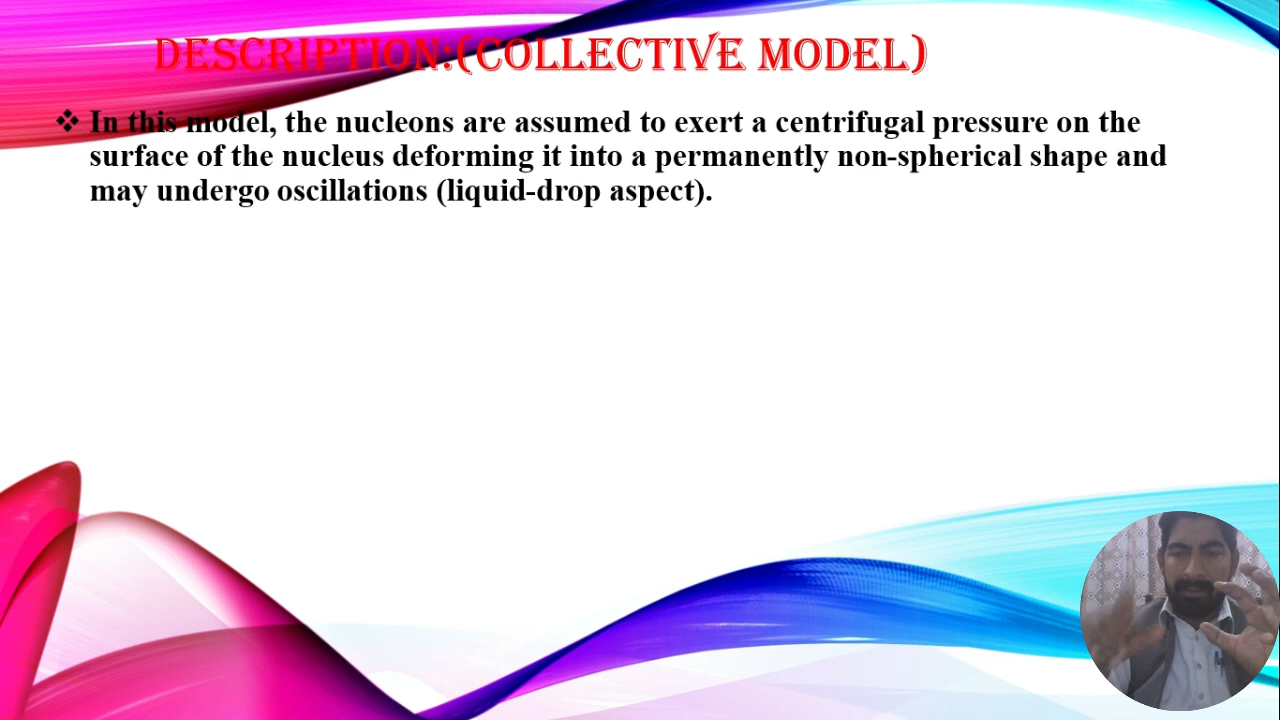 DESCRIPTION:(COLLECTIVE MODEL)
❖ In this model, the nucleons are assumed to exert a centrifugal pressure on the
surface of the nucleus deforming it into a permanently non-spherical shape and
may undergo oscillations (liquid-drop aspect).